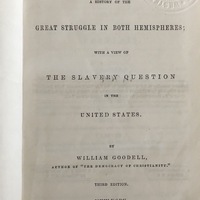 A HISTORY OF THE
GREAT STRUGGLE IN BOTH HEMISPHERES;
WITH A VIEW OF
THE SLAVERY QUESTION
IN THE
UNITED STATES.
BY
WILLIAM GOODELL,
AUTHOR OF "THE DEMOCRACY OF CHRISTIANITY."
THIRD EDITION.